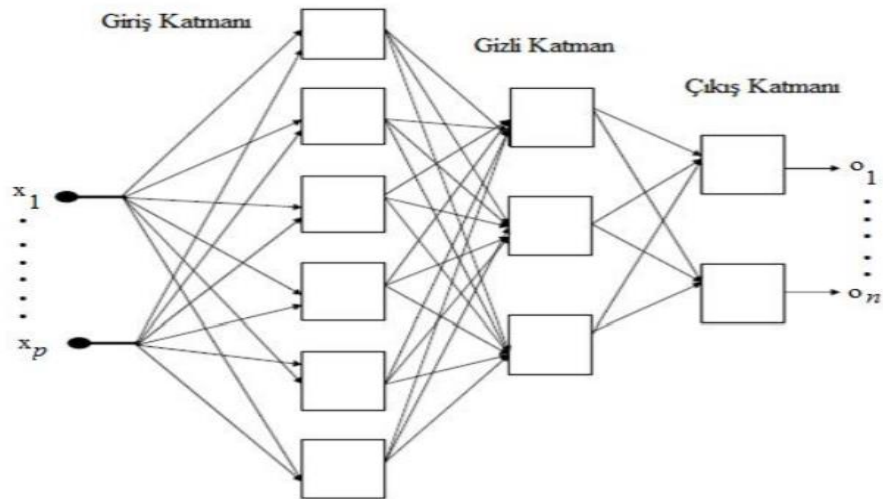 Giriş Katmanı
Gizli Katman
Çıkış Katmanı
x1
xp
o1
on